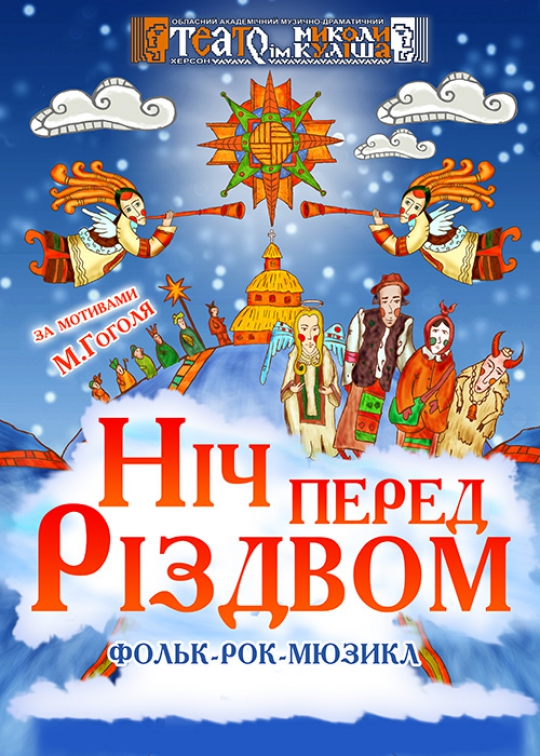 ОБЛАСНИЙ АКАДЕМІЧНИЙ МУЗИЧНО-ДРАМАТИЧНИЙ
ТЕАТР ім МИКОЛИ КУЛІША
ХЕРСОН
ЗА МОТИВАМИ
М.ГОГОЛЯ
НІЧ ПЕРЕД
РІЗДВОМ
ФОЛЬК-РОК-МЮЗИКЛ